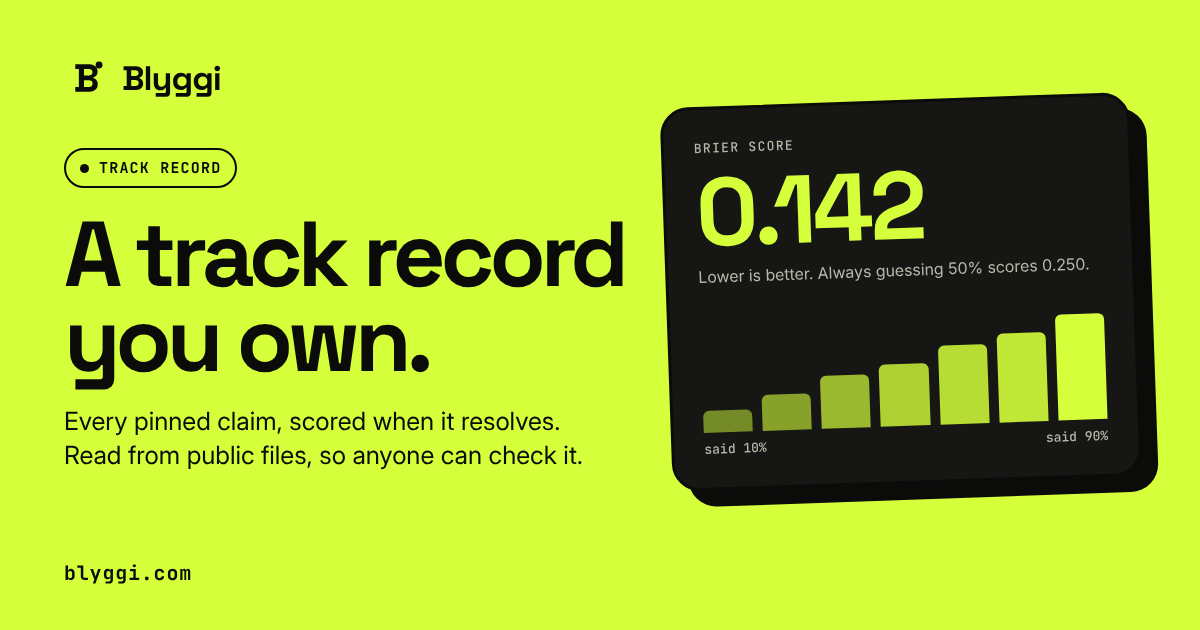 Blyggi
TRACK RECORD
A track record
you own.
Every pinned claim, scored when it resolves.
Read from public files, so anyone can check it.
blyggi.com
BRIER SCORE
0.142
Lower is better. Always guessing 50% scores 0.250.
said 10%
said 90%